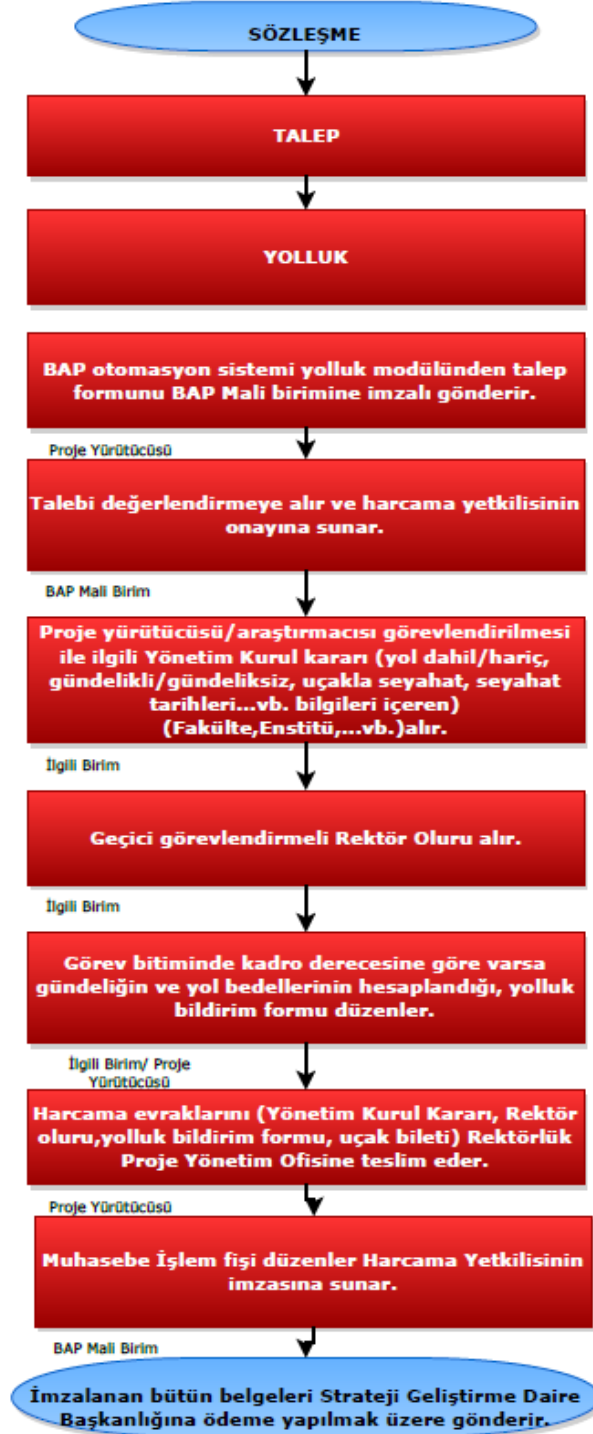 SÖZLEŞME
TALEP
YOLLUK
BAP otomasyon sistemi yolluk modülünden talep
formunu BAP Mali birimine imzalı gönderir.
Proje Yürütücüsü
Talebi değerlendirmeye alır ve harcama yetkilisinin
onayına sunar.
BAP Mali Birim
Proje yürütücüsü/araştırmacısı görevlendirilmesi
ile ilgili Yönetim Kurul kararı (yol dahil/hariç,
gündelikli/gündeliksiz, uçakla seyahat, seyahat
tarihleri...vb. bilgileri içeren)
(Fakülte,Enstitü,...vb.)alır.
İlgili Birim
Geçici görevlendirmeli Rektör Oluru alır.
İlgili Birim
Görev bitiminde kadro derecesine göre varsa
gündeliğin ve yol bedellerinin hesaplandığı, yolluk
bildirim formu düzenler.
İlgili Birim/ Proje
Yürütücüsü
Harcama evraklarını (Yönetim Kurul Kararı, Rektör
oluru,yolluk bildirim formu, uçak bileti) Rektörlük
Proje Yönetim Ofisine teslim eder.
Proje Yürütücüsü
Muhasebe İşlem fişi düzenler Harcama Yetkilisinin
imzasına sunar.
BAP Mali Birim
İmzalanan bütün belgeleri Strateji Geliştirme Daire
Başkanlığına ödeme yapılmak üzere gönderir.